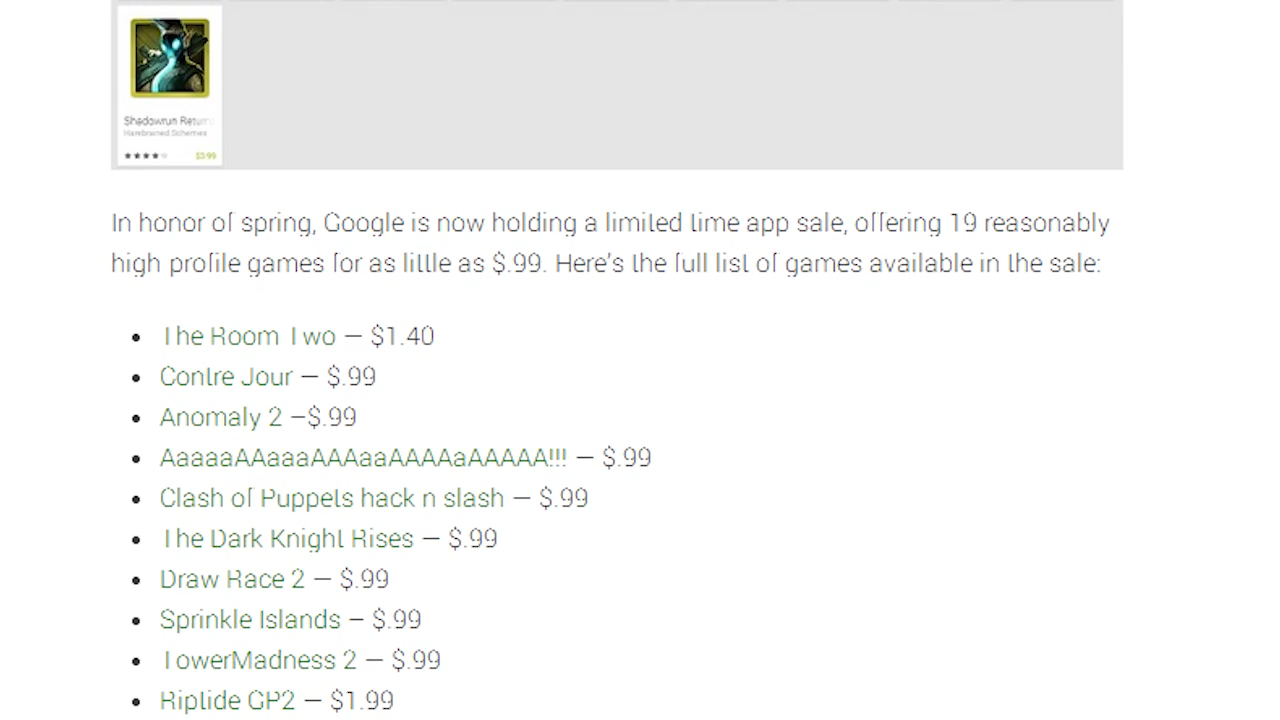 Shadowrun Return
Harebrained Schemes
$3.99
In honor of spring, Google is now holding a limited time app sale, offering 19 reasonably
high profile games for as little as $.99. Here's the full list of games available in the sale:
• The Room Two — $1.40
• Contre Jour — $.99
• Anomaly 2 –$.99
• AaaaaAAaaaAAAaaAAAAaAAAAA!!! — $.99
• Clash of Puppets hack n slash — $.99
• The Dark Knight Rises — $.99
• Draw Race 2 — $.99
• Sprinkle Islands – $.99
• TowerMadness 2 — $.99
• Riptide GP2 — $1.99